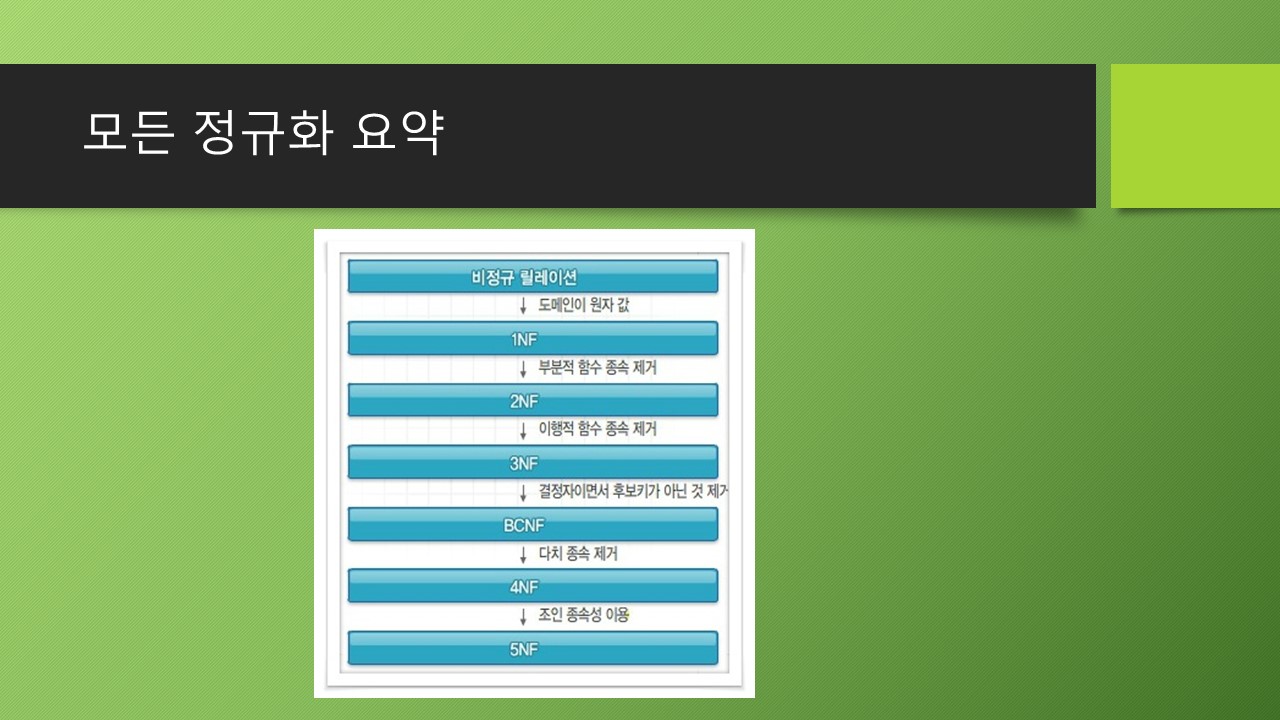 모든 정규화 요약
비정규 릴레이션
↓ 도메인이 원자 값
1NF
↓ 부분적 함수 종속 제거
2NF
↓ 이행적 함수 종속 제거
3NF
↓ 결정자이면서 후보키가 아닌 것 제거
BCNF
↓ 다치 종속 제거
4NF
↓ 조인 종속성 이용
5NF